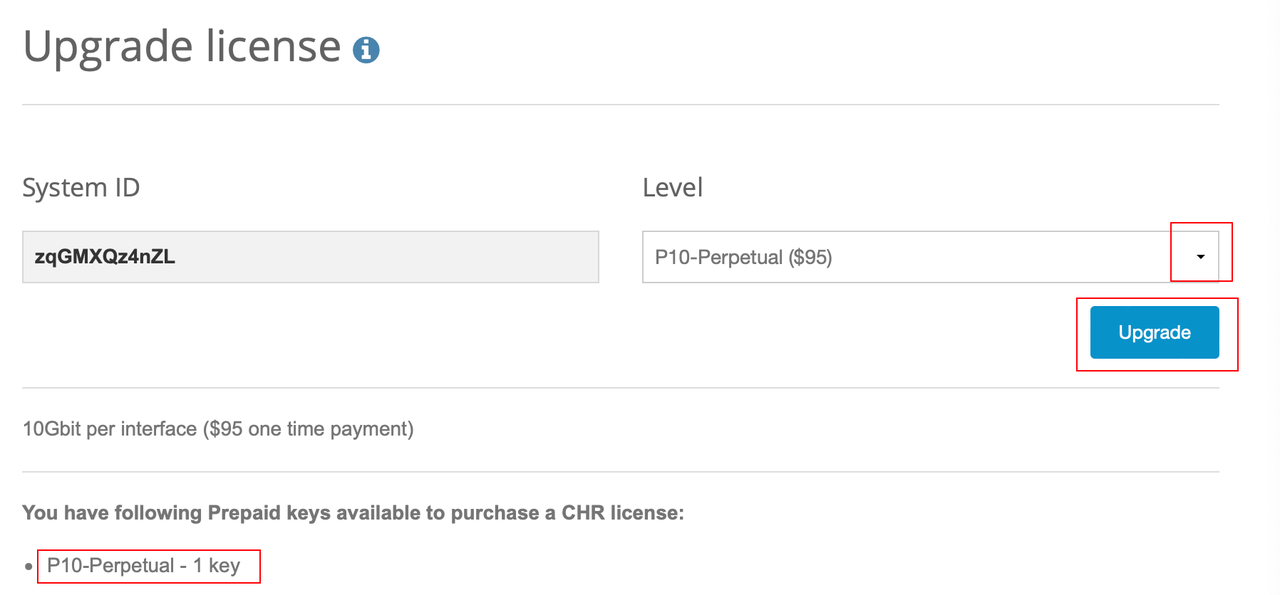 Upgrade license
System ID
Level
zqGMXQz4nZL
P10-Perpetual ($95)
Upgrade
10Gbit per interface ($95 one time payment)
You have following Prepaid keys available to purchase a CHR license:
• P10-Perpetual - 1 key